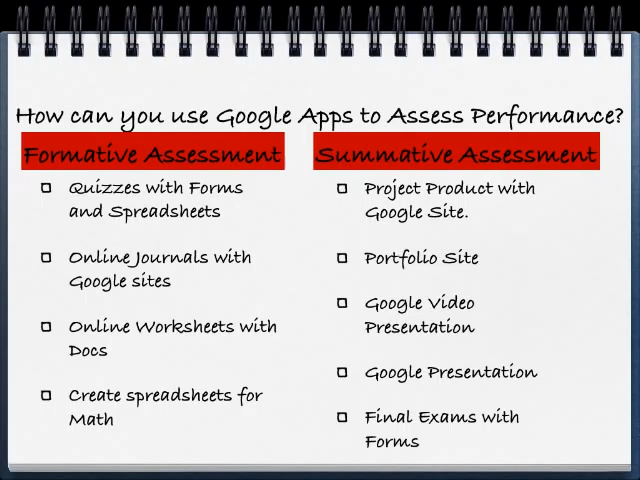 How can you use Google Apps to Assess Performance?
Formative Assessment
Quizzes with Forms
and Spreadsheets
Online Journals with
Google sites
Online Worksheets with
Docs
Create spreadsheets for
Math
Summative Assessment
Project Product with
Google Site.
Portfolio Site
Google Video
Presentation
Google Presentation
Final Exams with
Forms